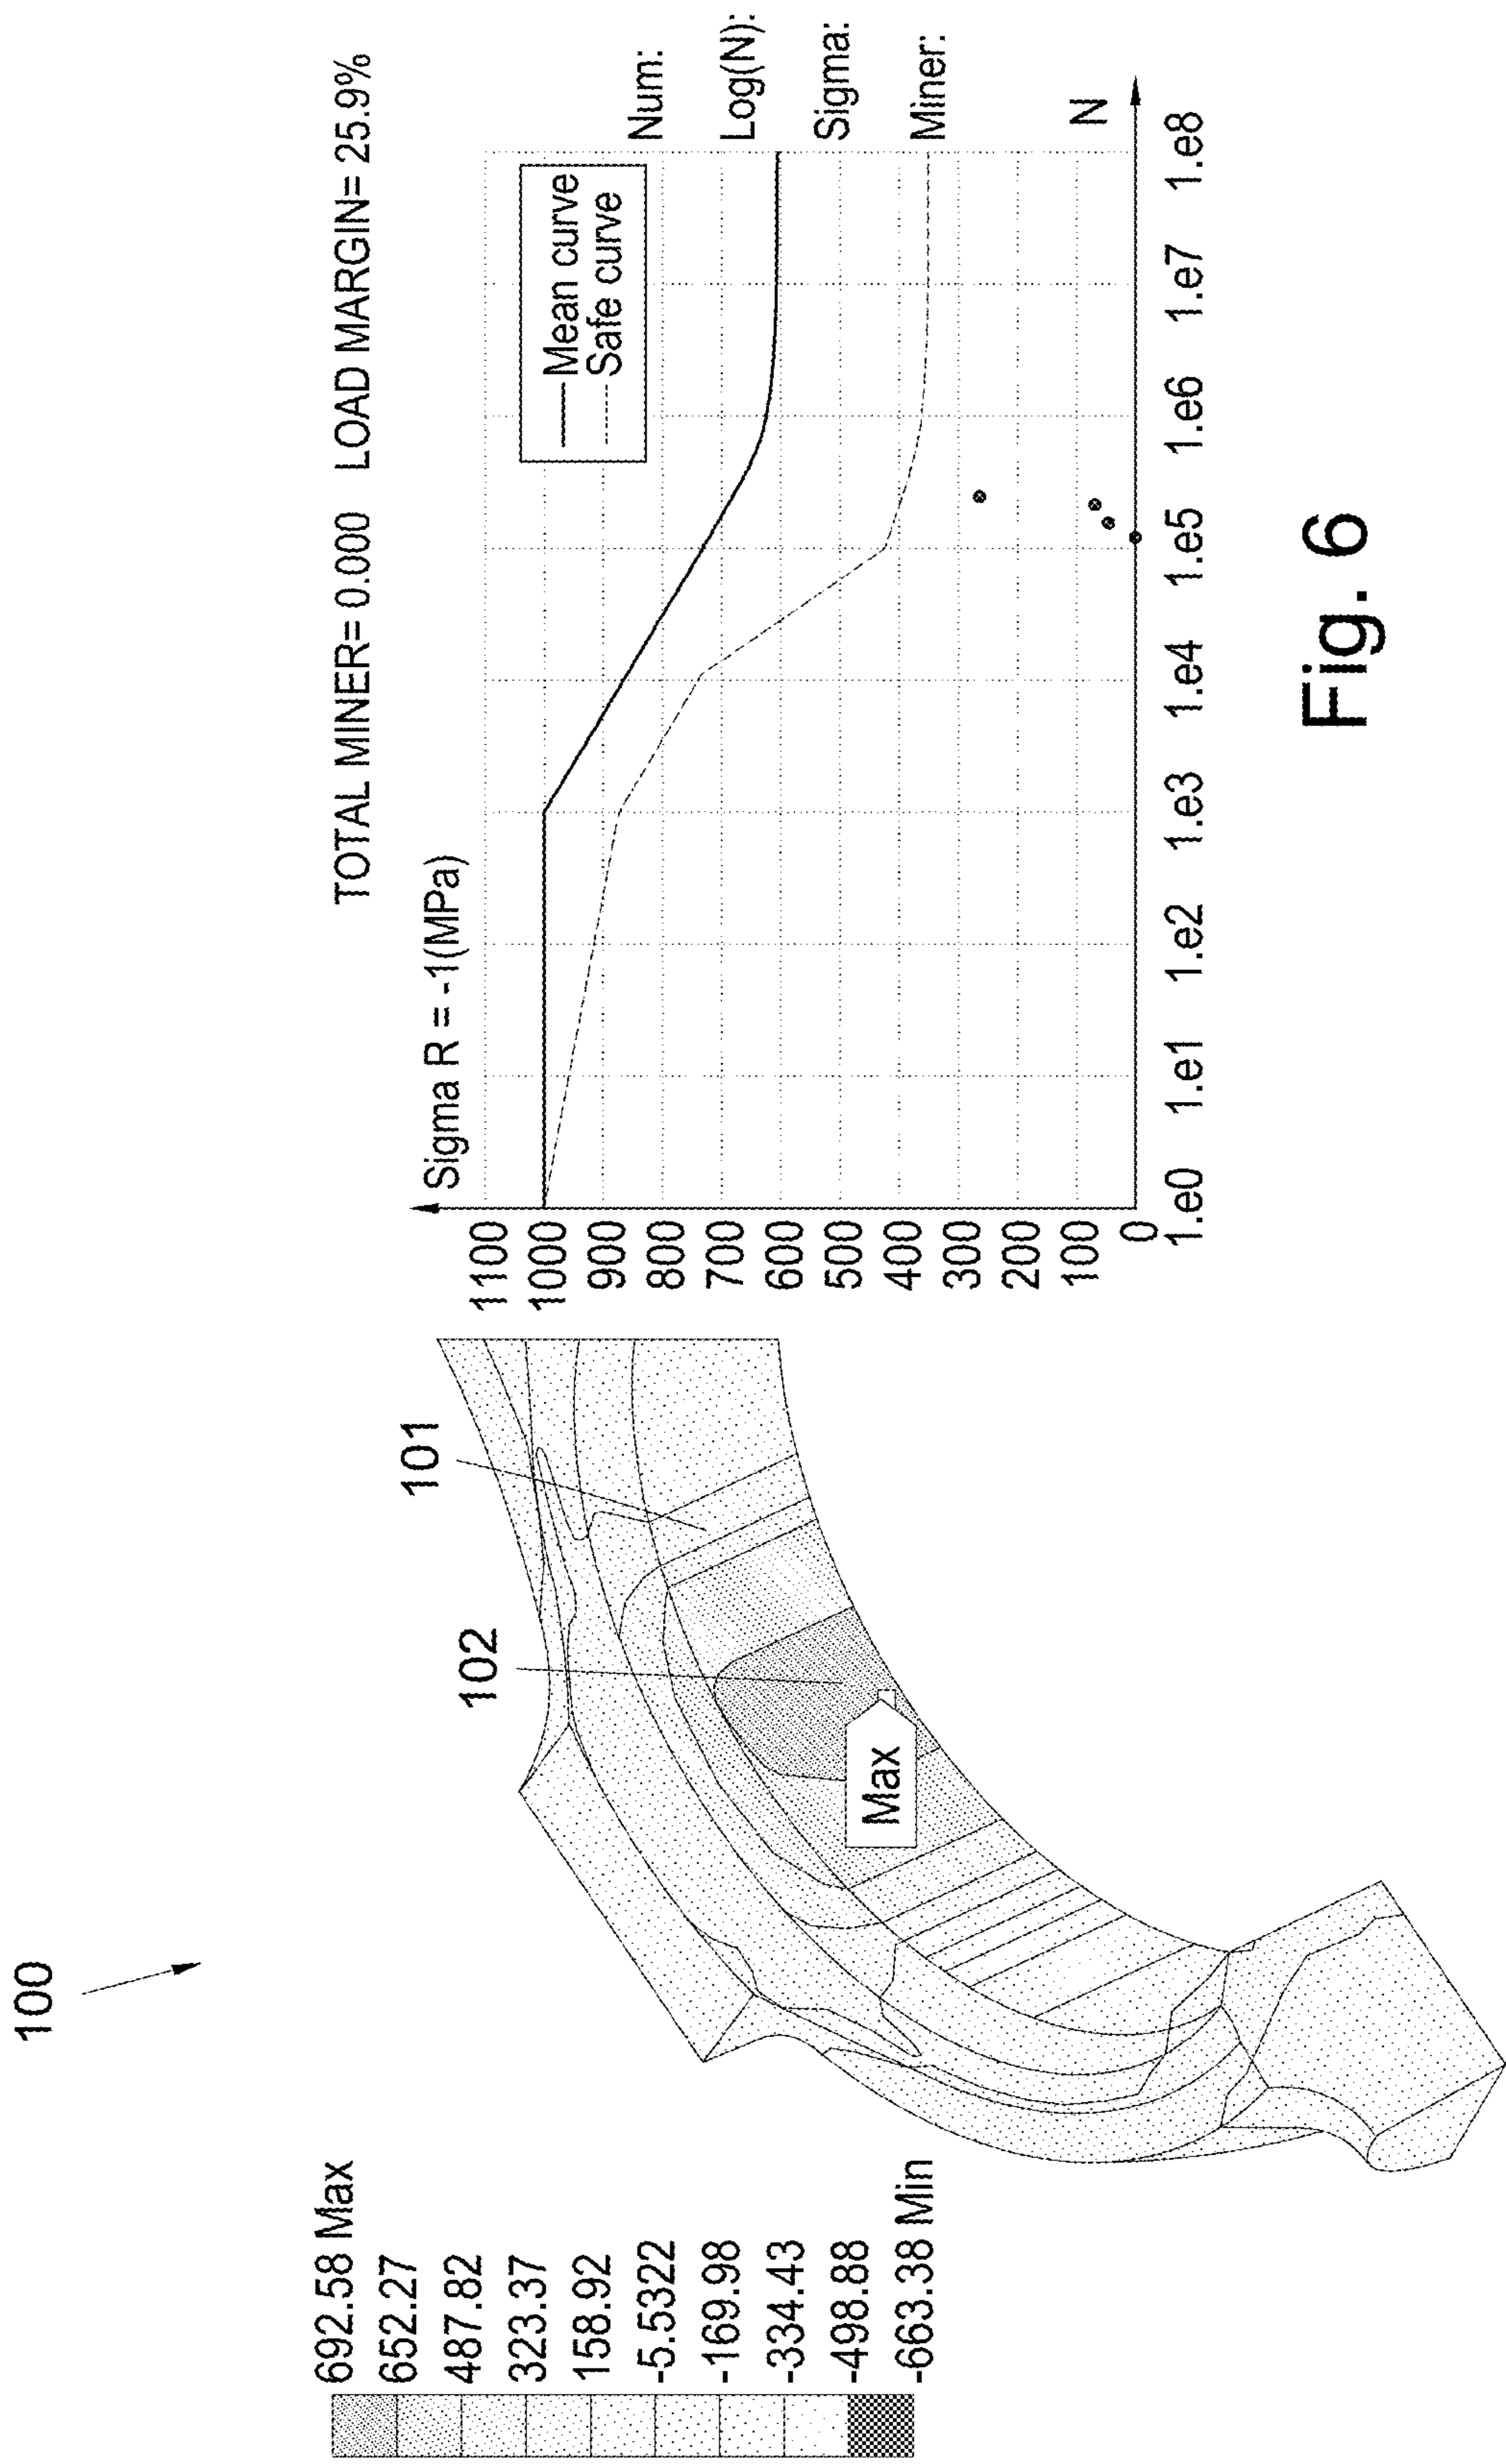 100
692.58 Max
652.27
487.82
323.37
158.92
-5.5322
-169.98
-334.43
-498.88
-663.38 Min
101
102
Max
TOTAL MINER= 0.000 LOAD MARGIN= 25.9%
Sigma R = -1(MPa)
1100
1000
900
800
700
600
500
400
300
200
100
0
Mean curve
Safe curve
Num:
Log(N):
Sigma:
Miner:
N
1.e0 1.e1 1.e2 1.e3 1.e4 1.e5 1.e6 1.e7 1.e8
Fig. 6